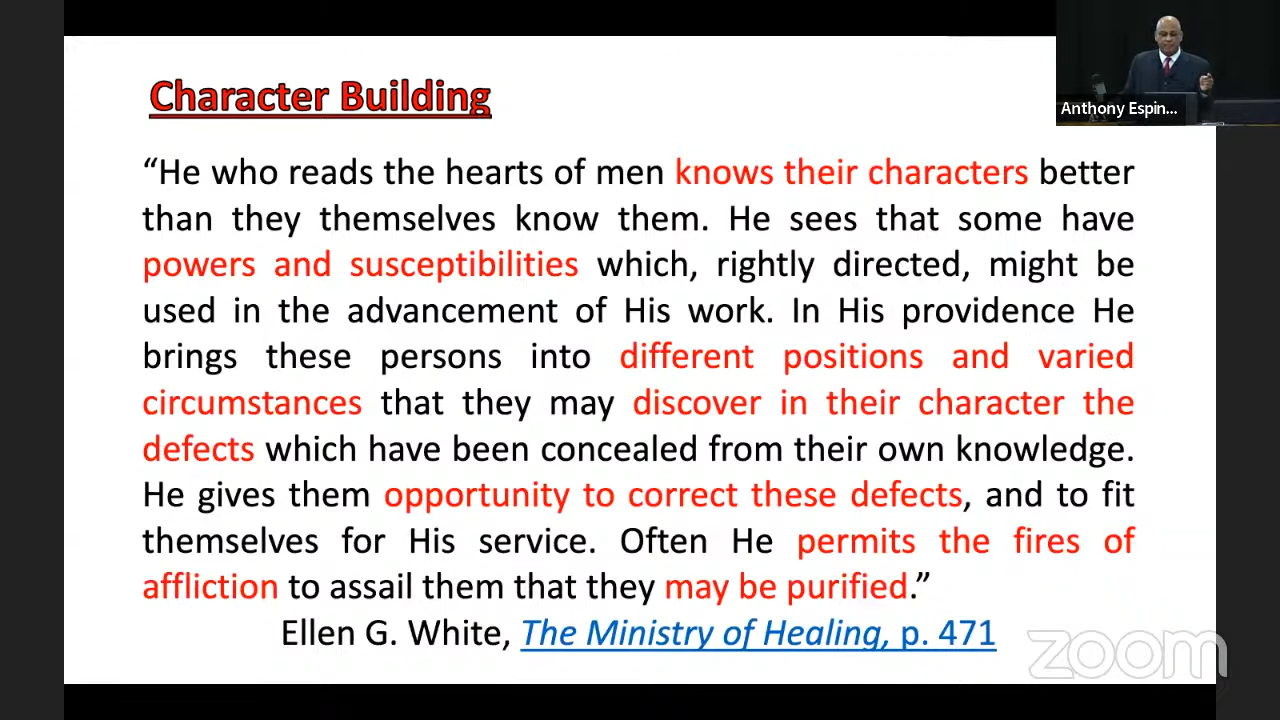 Character Building
Anthony Espin...
“He who reads the hearts of men knows their characters better
than they themselves know them. He sees that some have
powers and susceptibilities which, rightly directed, might be
used in the advancement of His work. In His providence He
brings these persons into different positions and varied
circumstances that they may discover in their character the
defects which have been concealed from their own knowledge.
He gives them opportunity to correct these defects, and to fit
themselves for His service. Often He permits the fires of
affliction to assail them that they may be purified.”
Ellen G. White, The Ministry of Healing, p. 471
zoom